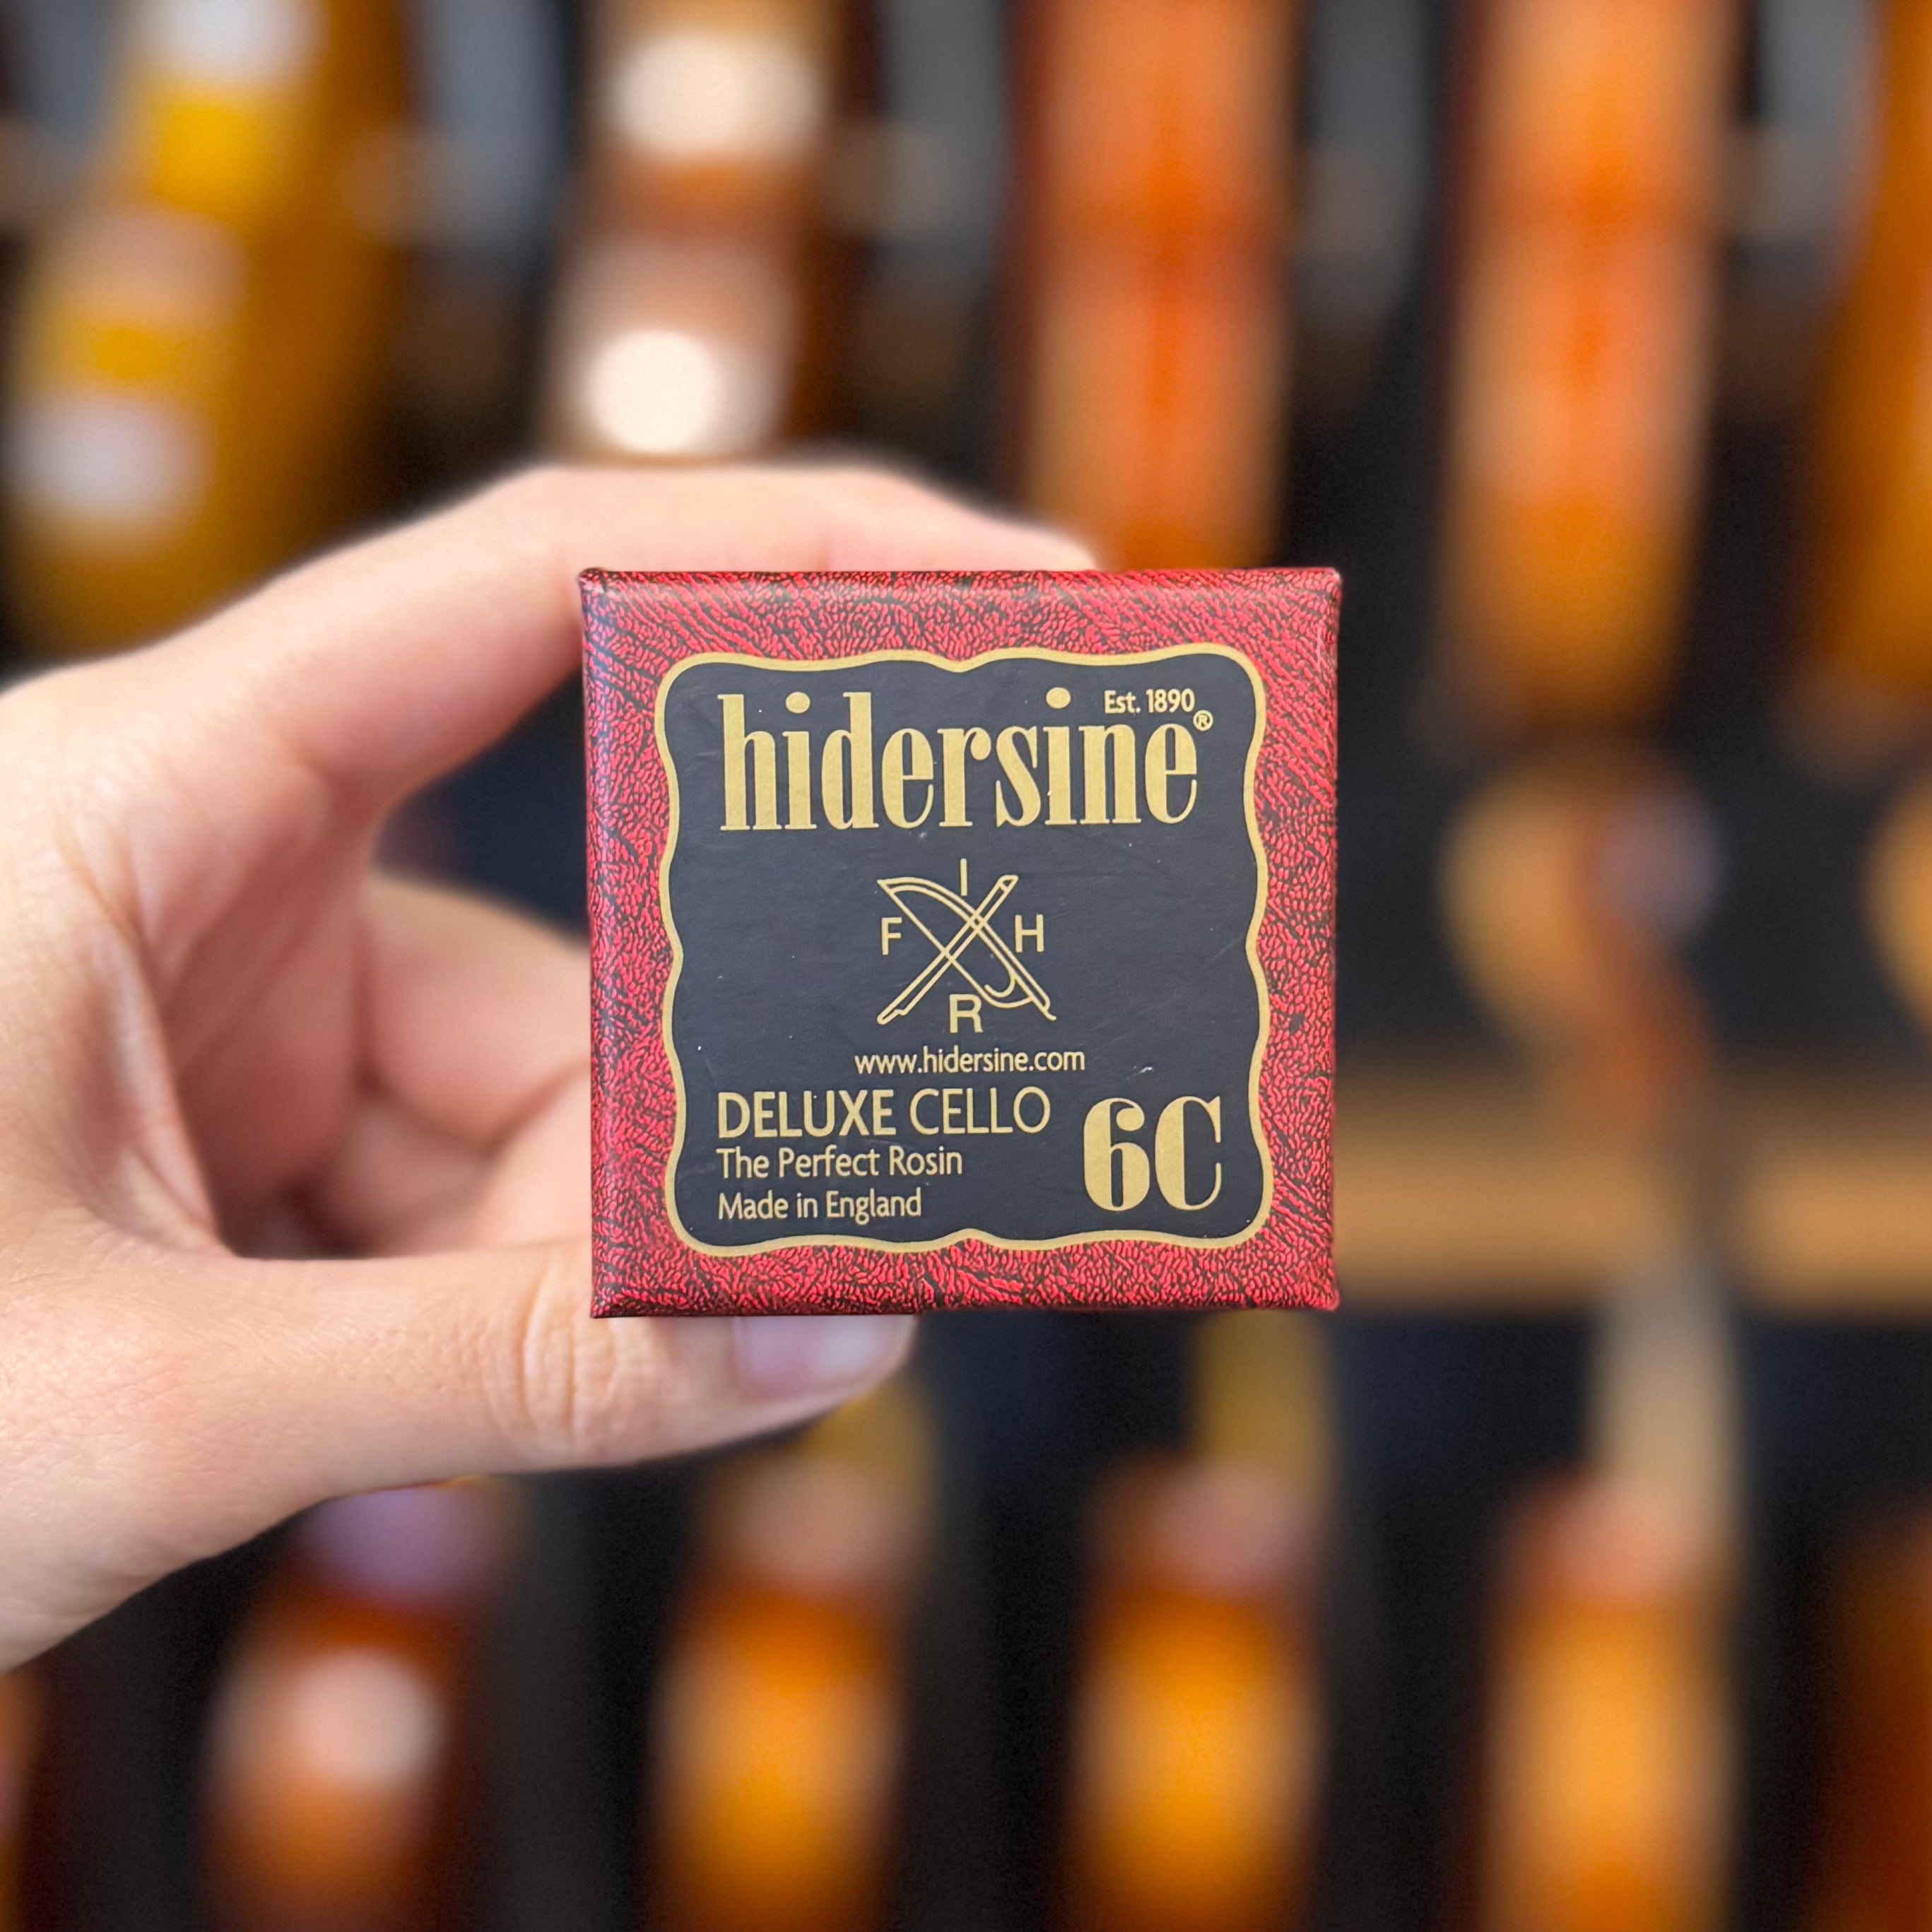 Est. 1890
hidersine®
I
F H
R
www.hidersine.com
DELUXE CELLO
The Perfect Rosin
Made in England
6C